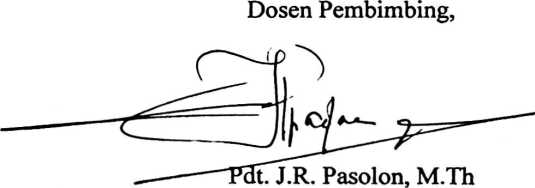 Dosen Pembimbing,
Pdt. J.R. Pasolon, M.Th